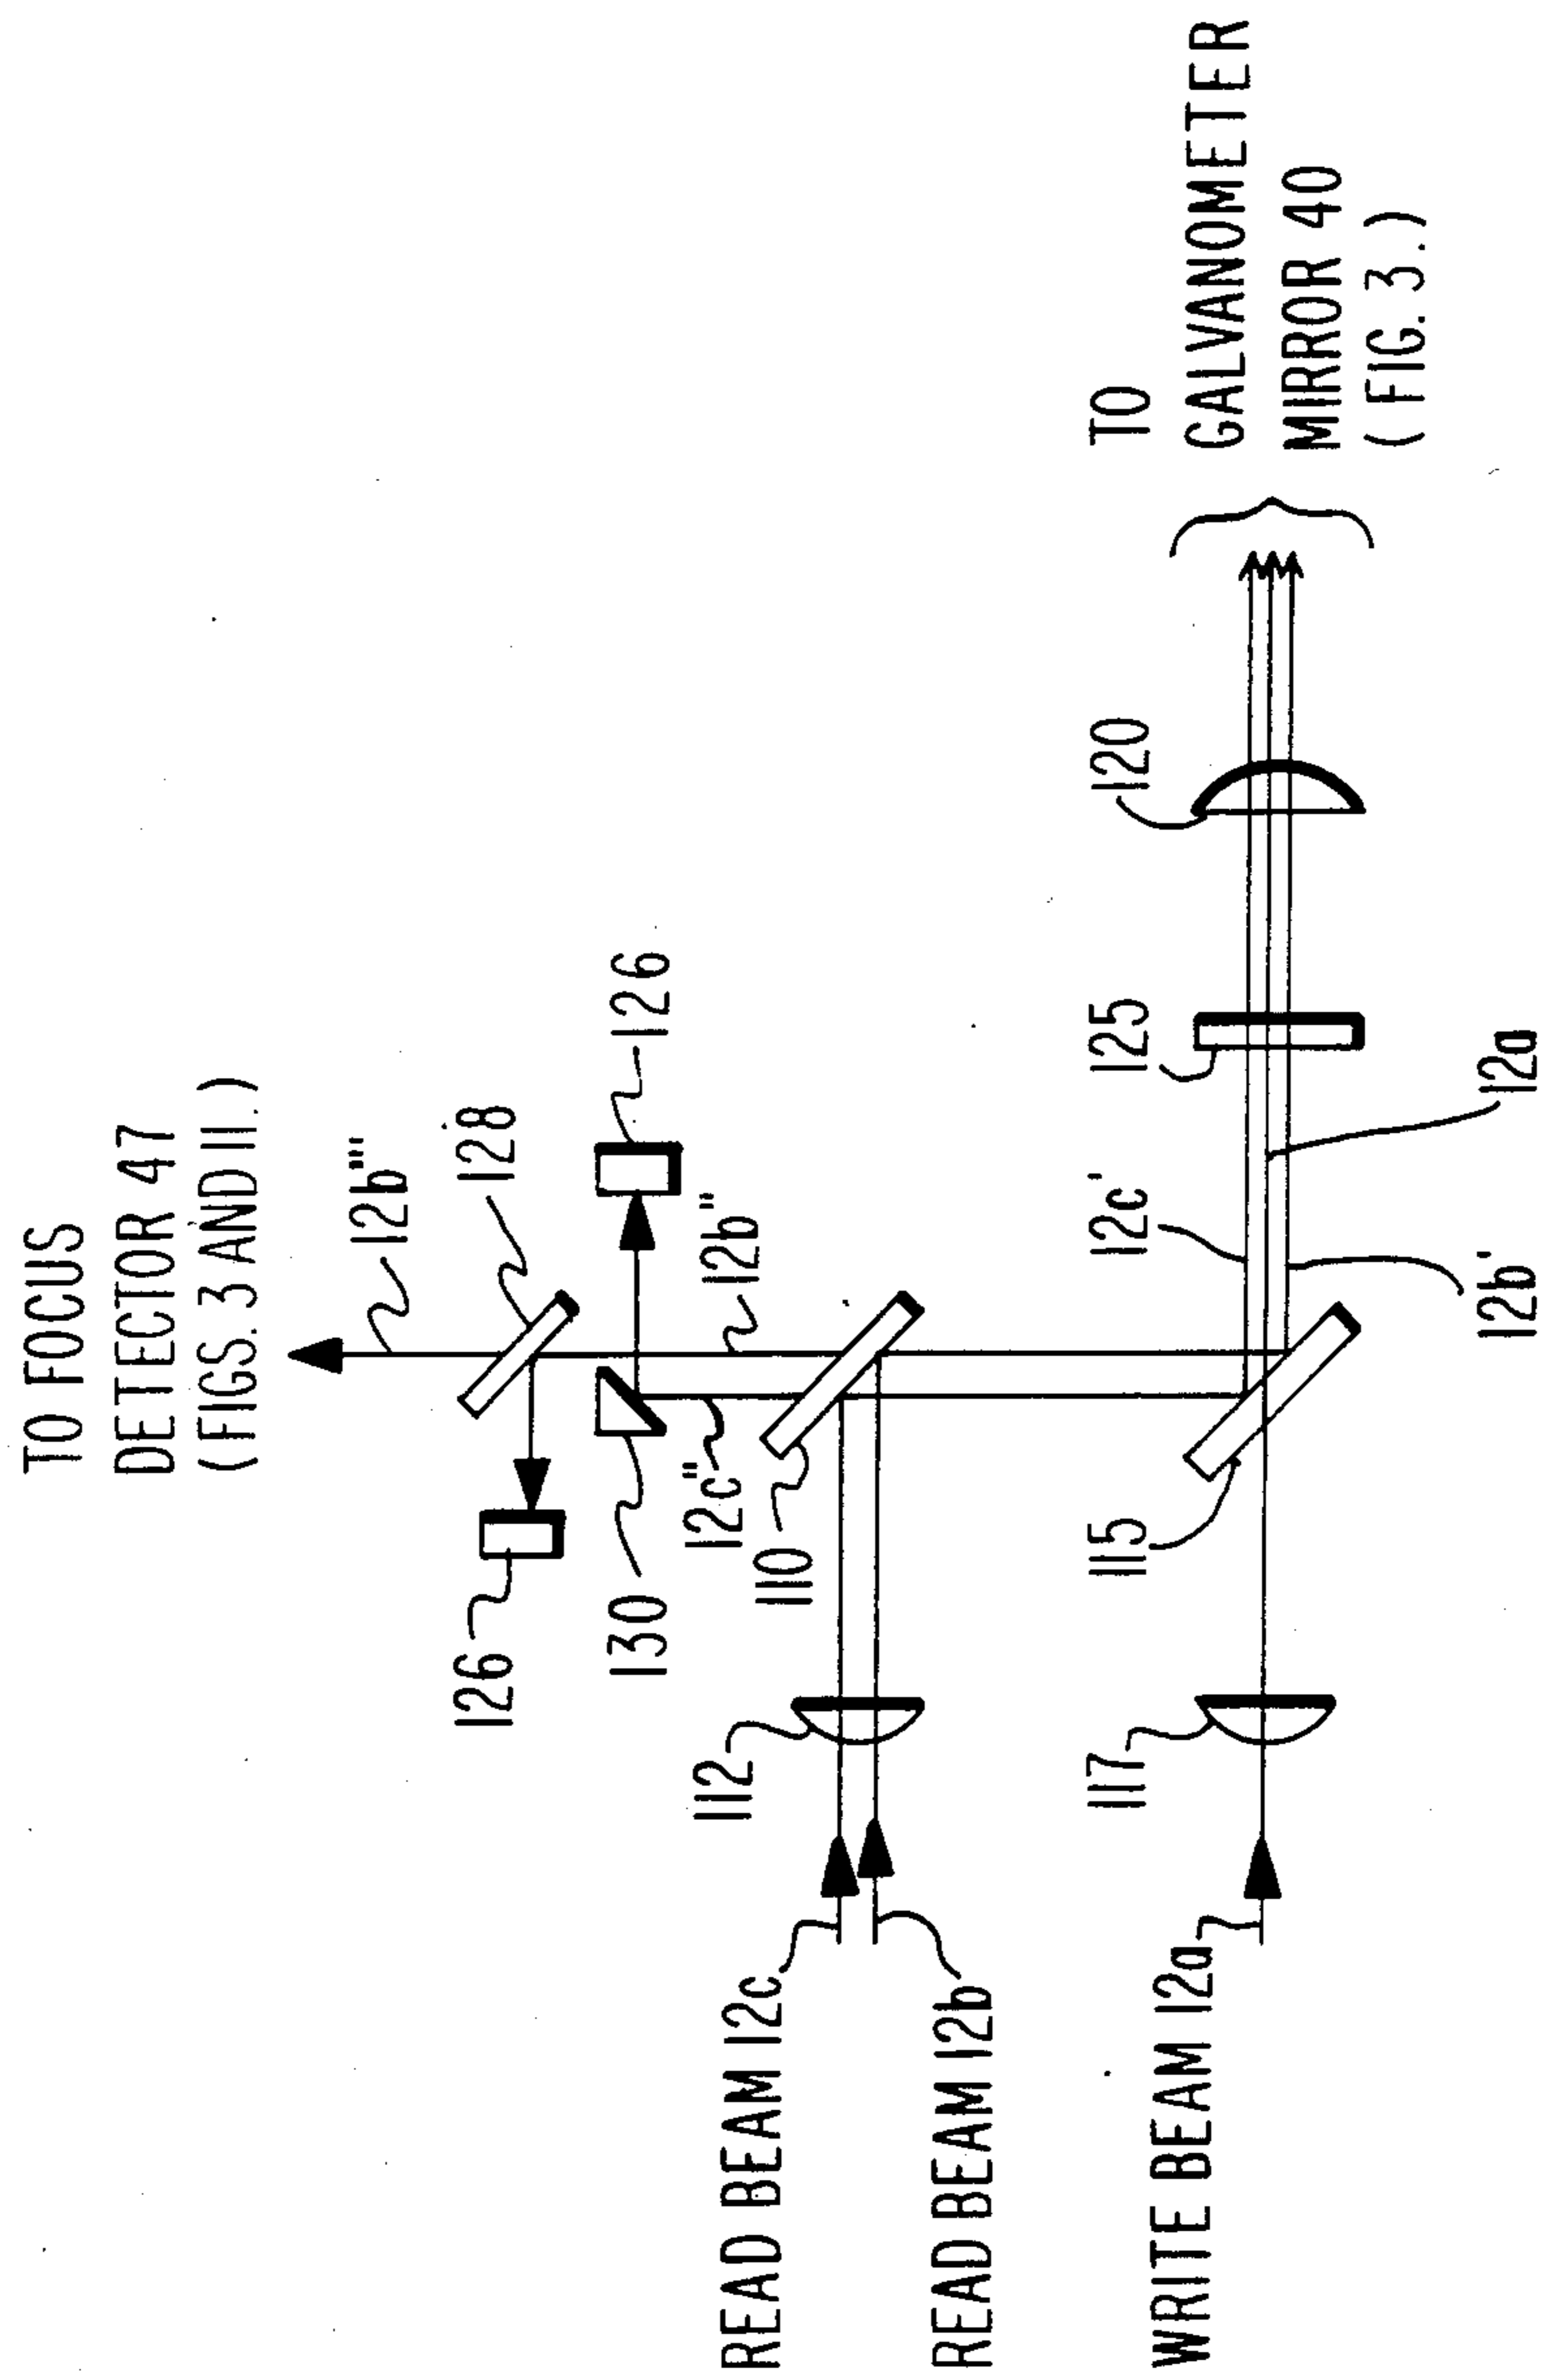 TO FOCUS
DETECTOR 47
(FIGS. 3 AND 11.)
12b'''
128
126
126
130
12c"
12b"
110
112
READ BEAM 12c
READ BEAM 12b
WRITE BEAM 12a
117
115
12c'
12b'
12a
125
120
TO
GALVANOMETER
MIRROR 40
(FIG. 3.)